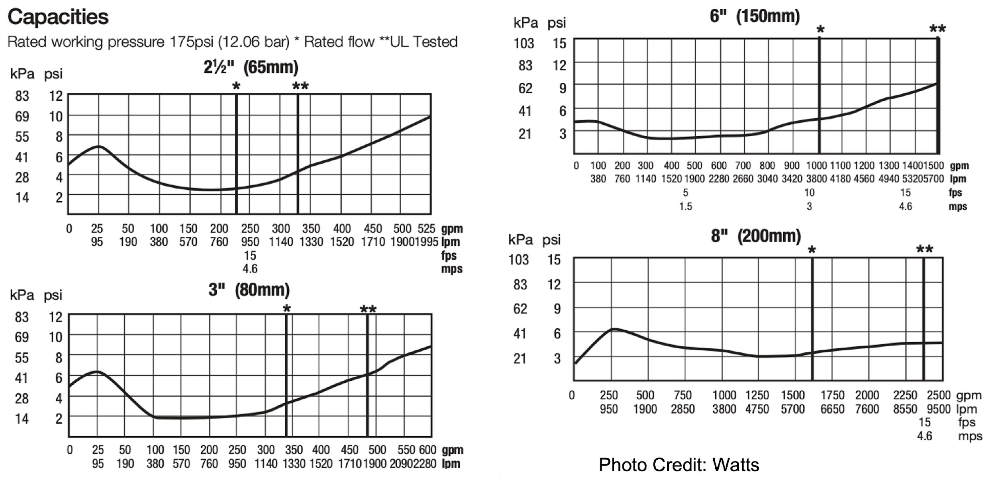 Capacities
Rated working pressure 175psi (12.06 bar) * Rated flow **UL Tested
2½" (65mm)
kPa psi
* **
83 12
69 10
55 8
41 6
28 4
14 2
0 25 50 100 150 200 250 300 350 400 450 500 525 gpm
95 190 380 570 760 950 1140 1330 1520 1710 1900 1995 lpm
15 fps
4.6 mps
3" (80mm)
kPa psi
* **
83 12
69 10
55 8
41 6
28 4
14 2
0 25 50 100 150 200 250 300 350 400 450 500 550 600 gpm
95 190 380 570 760 950 1140 1330 1520 1710 1900 2090 2280 lpm
6" (150mm)
kPa psi
* **
103 15
83 12
62 9
41 6
21 3
0 100 200 300 400 500 600 700 800 900 1000 1100 1200 1300 1400 1500 gpm
380 760 1140 1520 1900 2280 2660 3040 3420 3800 4180 4560 4940 5320 5700 lpm
5 10 15 fps
1.5 3 4.6 mps
8" (200mm)
kPa psi
* **
103 15
83 12
62 9
41 6
21 3
0 250 500 750 1000 1250 1500 1750 2000 2250 2500 gpm
950 1900 2850 3800 4750 5700 6650 7600 8550 9500 lpm
15 fps
4.6 mps
Photo Credit: Watts